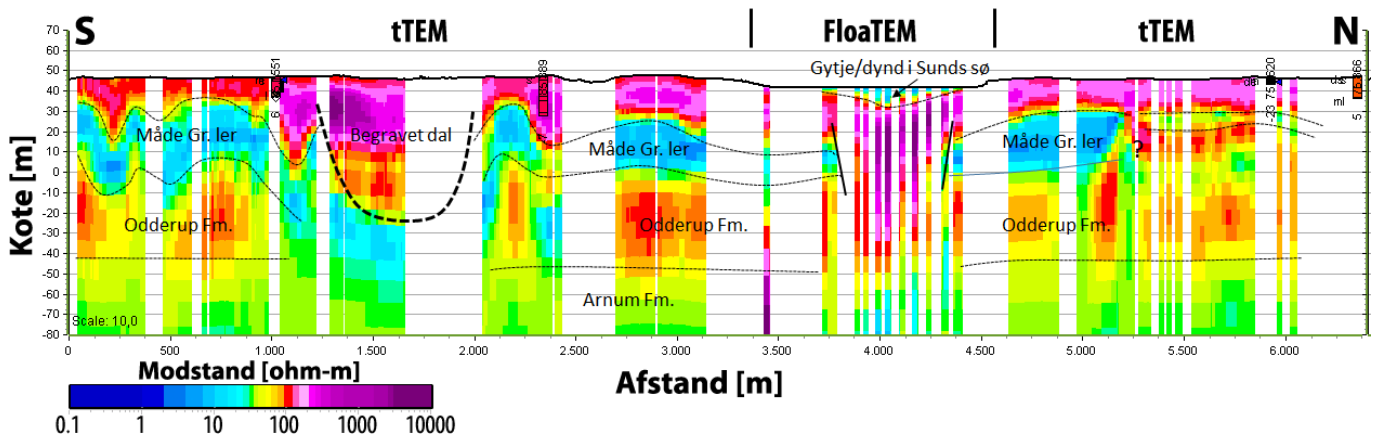 S tTEM FloaTEM tTEM N
Gytje/dynd i Sunds sø
Måde Gr. ler
Begravet dal
Måde Gr. ler
Måde Gr. ler
?
Odderup Fm.
Odderup Fm.
Odderup Fm.
Arnum Fm.
Kote [m]
70
60
50
40
30
20
10
0
-10
-20
-30
-40
-50
-60
-70
-80
Scale: 10,0
0 500 1.000 1.500 2.000 2.500 3.000 3.500 4.000 4.500 5.000 5.500 6.000
Afstand [m]
Modstand [ohm-m]
0.1 1 10 100 1000 10000
ml